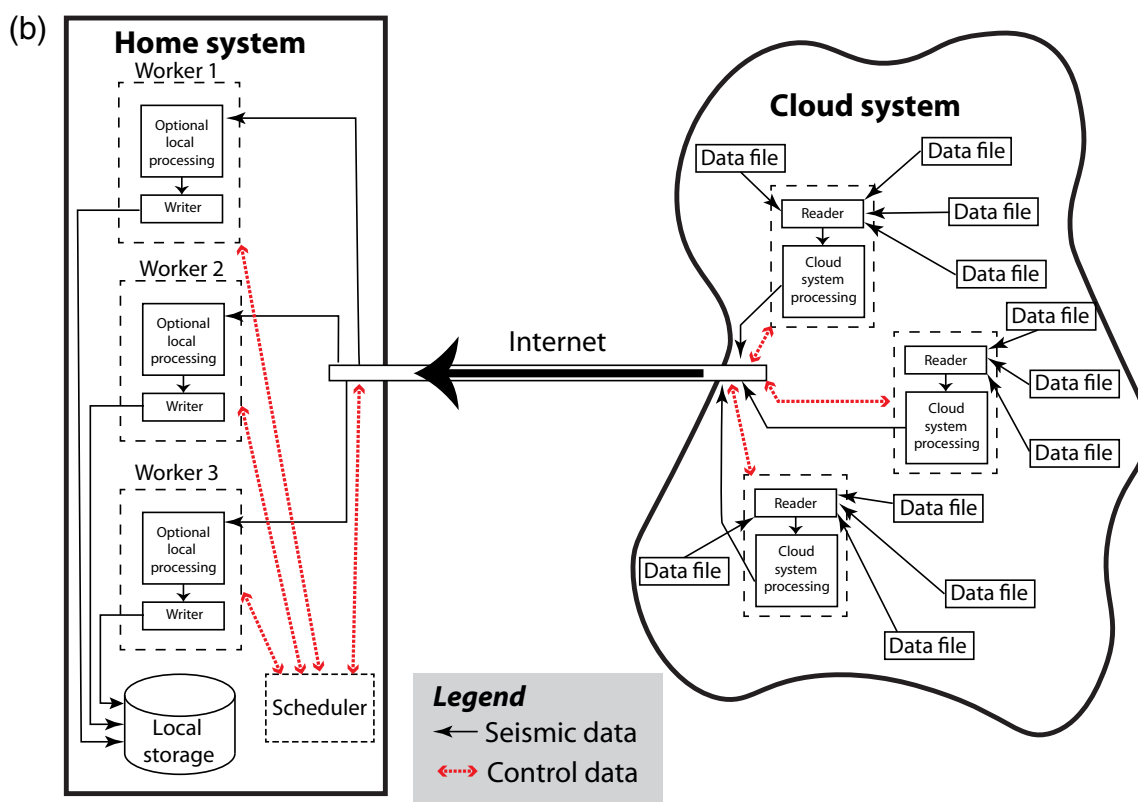 (b)
Home system
Worker 1
Optional
local
processing
Writer
Worker 2
Optional
local
processing
Writer
Worker 3
Optional
local
processing
Writer
Local
storage
Scheduler
Internet
Legend
Seismic data
Control data
Cloud system
Data file
Data file
Data file
Data file
Reader
Cloud
system
processing
Data file
Data file
Data file
Reader
Cloud
system
processing
Data file
Data file
Data file
Data file
Reader
Cloud
system
processing